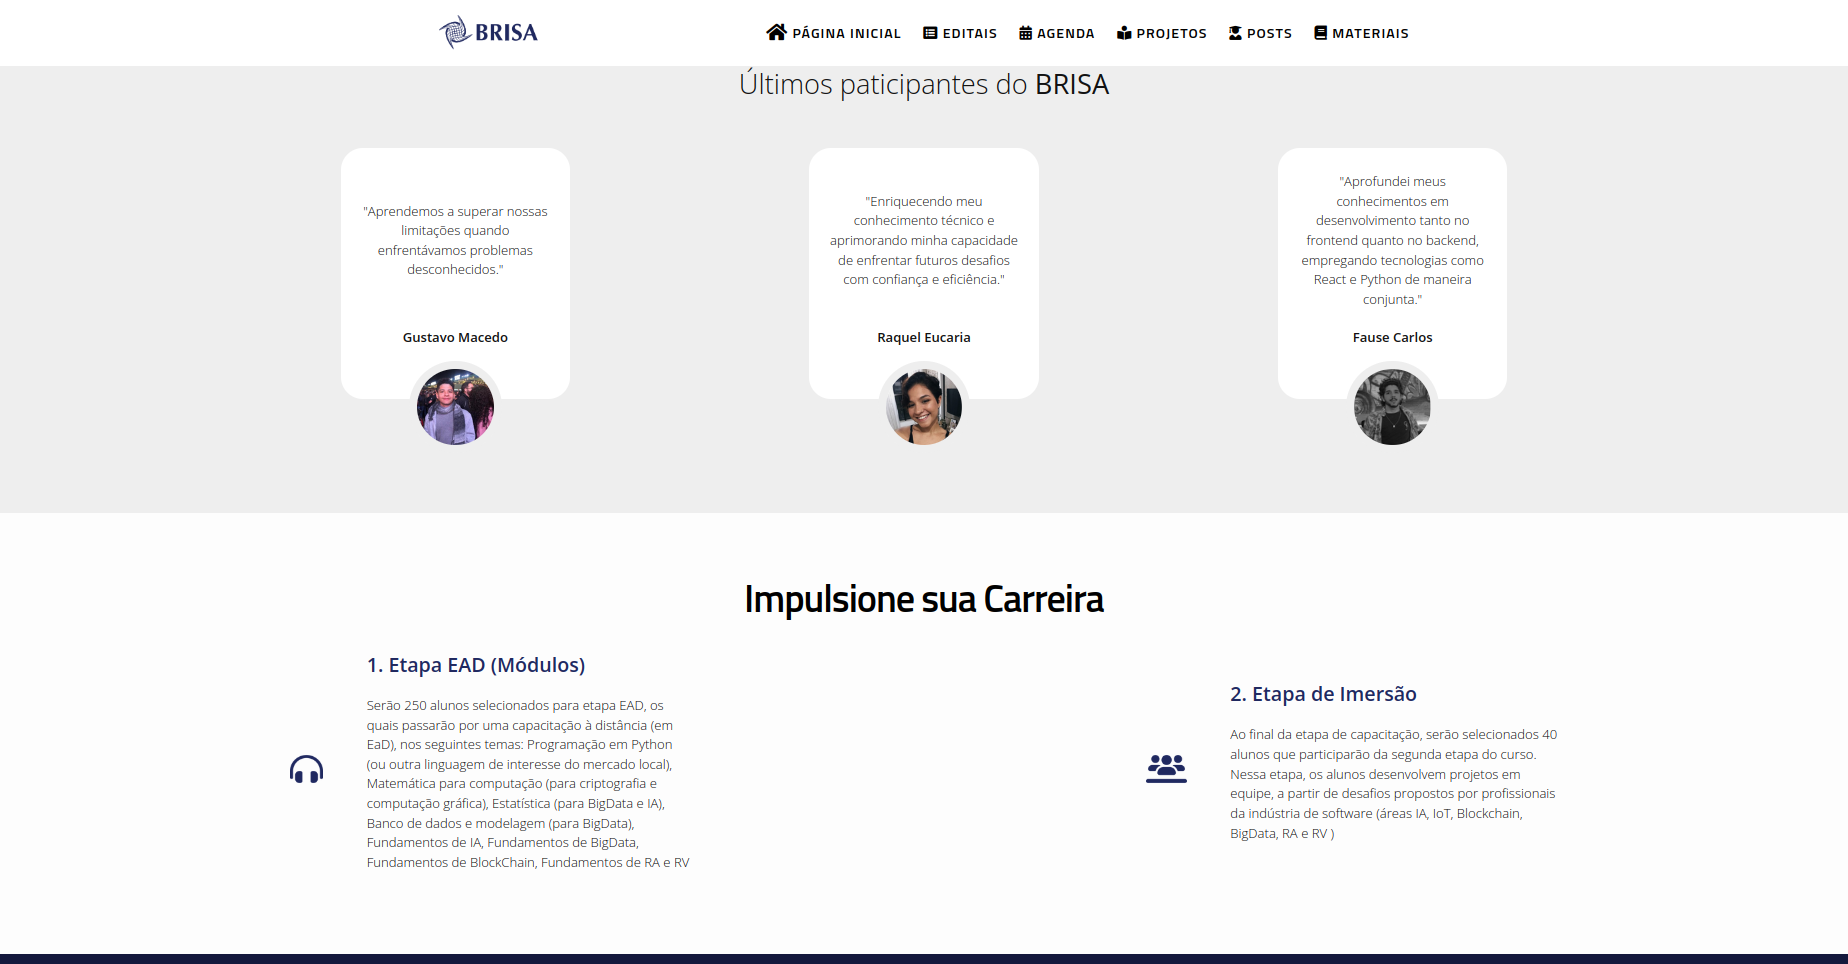 BRISA
PÁGINA INICIAL
EDITAIS
AGENDA
PROJETOS
POSTS
MATERIAIS
Últimos paticipantes do BRISA
"Aprendemos a superar nossas
limitações quando
enfrentávamos problemas
desconhecidos."
Gustavo Macedo
"Enriquecendo meu
conhecimento técnico e
aprimorando minha capacidade
de enfrentar futuros desafios
com confiança e eficiência."
Raquel Eucaria
"Aprofundei meus
conhecimentos em
desenvolvimento tanto no
frontend quanto no backend,
empregando tecnologias como
React e Python de maneira
conjunta."
Fause Carlos
Impulsione sua Carreira
1. Etapa EAD (Módulos)
Serão 250 alunos selecionados para etapa EAD, os
quais passarão por uma capacitação à distância (em
EaD), nos seguintes temas: Programação em Python
(ou outra linguagem de interesse do mercado local),
Matemática para computação (para criptografia e
computação gráfica), Estatística (para BigData e IA),
Banco de dados e modelagem (para BigData),
Fundamentos de IA, Fundamentos de BigData,
Fundamentos de BlockChain, Fundamentos de RA e RV
2. Etapa de Imersão
Ao final da etapa de capacitação, serão selecionados 40
alunos que participarão da segunda etapa do curso.
Nessa etapa, os alunos desenvolvem projetos em
equipe, a partir de desafios propostos por profissionais
da indústria de software (áreas IA, IoT, Blockchain,
BigData, RA e RV )